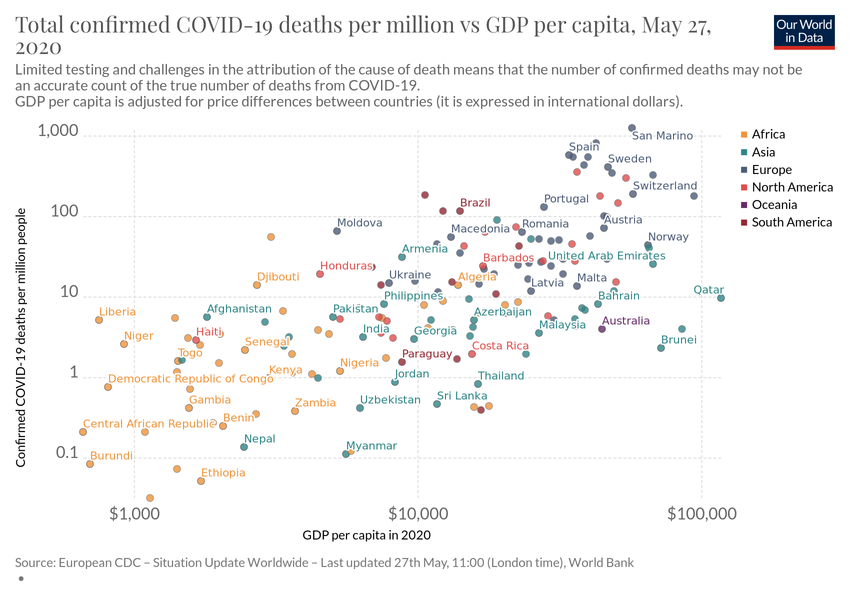 Total confirmed COVID-19 deaths per million vs GDP per capita, May 27,
2020
Our World
in Data
Limited testing and challenges in the attribution of the cause of death means that the number of confirmed deaths may not be
an accurate count of the true number of deaths from COVID-19.
GDP per capita is adjusted for price differences between countries (it is expressed in international dollars).
1,000
100
10
1
0.1
Confirmed COVID-19 deaths per million people
San Marino
Spain
Sweden
Switzerland
Portugal
Brazil
Austria
Moldova
Macedonia
Romania
Norway
Armenia
United Arab Emirates
Barbados
Honduras
Ukraine
Algeria
Djibouti
Latvia
Malta
Qatar
Philippines
Bahrain
Liberia
Afghanistan
Pakistan
Azerbaijan
Malaysia
Australia
Niger
Haiti
India
Georgia
Senegal
Togo
Costa Rica
Brunei
Paraguay
Nigeria
Kenya
Democratic Republic of Congo
Jordan
Thailand
Gambia
Zambia
Uzbekistan
Sri Lanka
Central African Republic
Benin
Nepal
Myanmar
Burundi
Ethiopia
$1,000
$10,000
$100,000
GDP per capita in 2020
Africa
Asia
Europe
North America
Oceania
South America
Source: European CDC – Situation Update Worldwide – Last updated 27th May, 11:00 (London time), World Bank